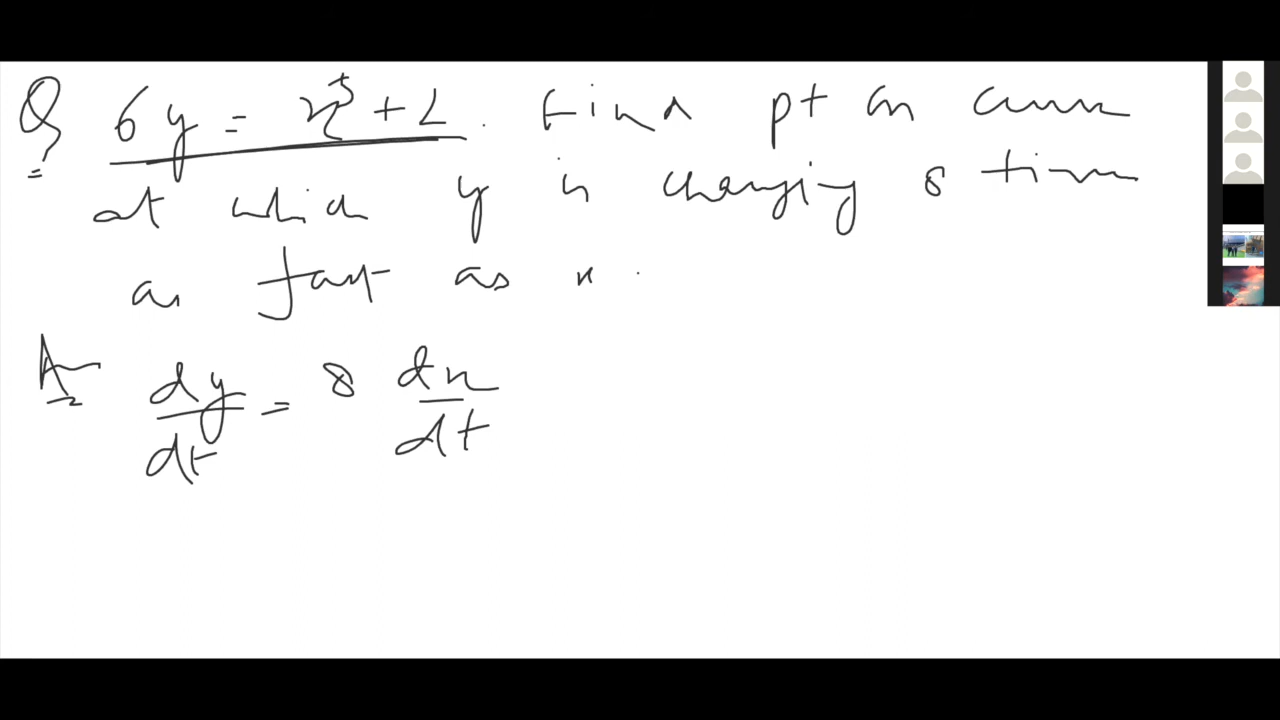 Q 6y = x³ + 2 . Find pt on curve
at which y is changing 8 times
as fast as x .
A dy/dt = 8 dx/dt